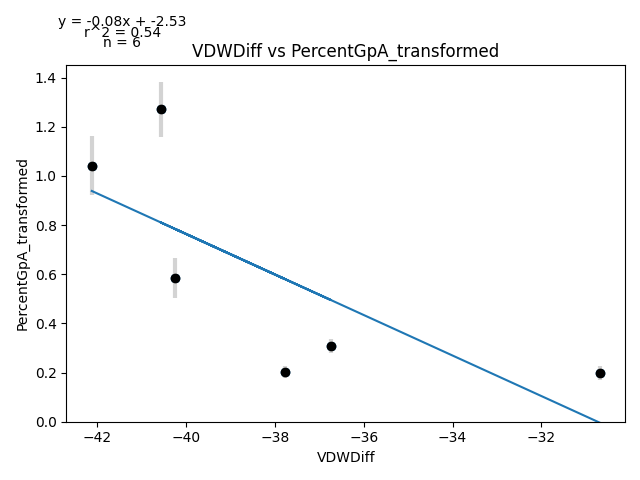 y = -0.08x + -2.53
r^2 = 0.54
n = 6
VDWDiff vs PercentGpA_transformed
PercentGpA_transformed
1.4
1.2
1.0
0.8
0.6
0.4
0.2
0.0
−42 −40 −38 −36 −34 −32
VDWDiff